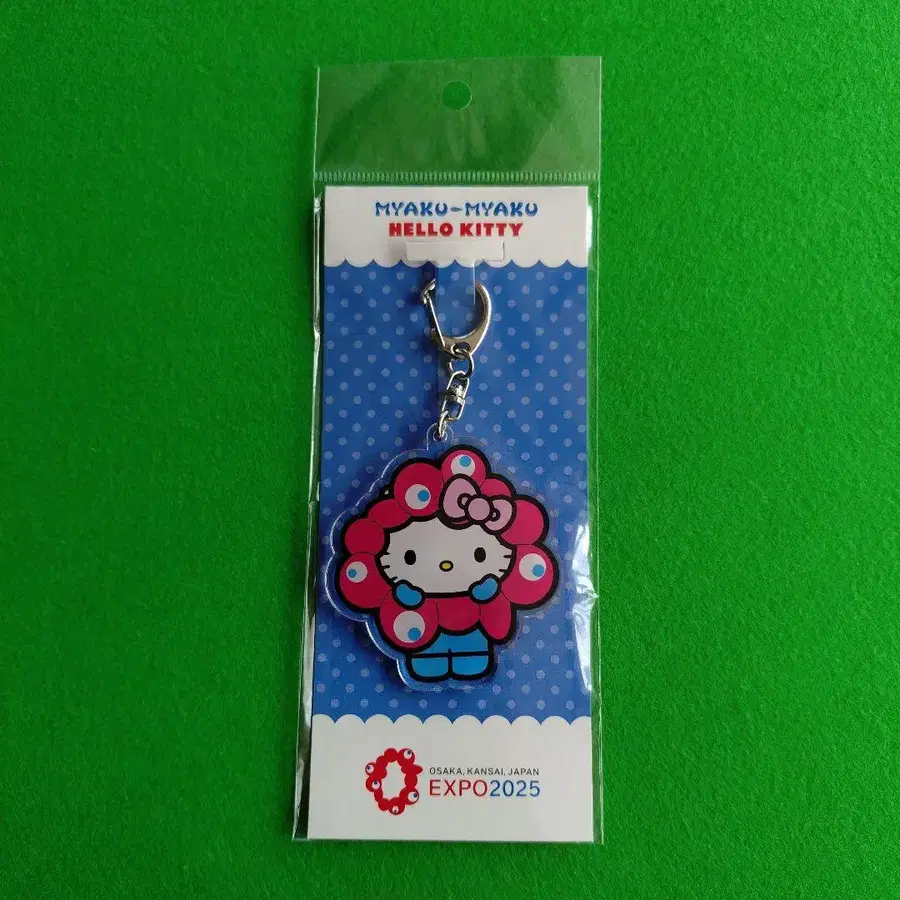 MYAKU-MYAKU
HELLO KITTY
OSAKA, KANSAI, JAPAN
EXPO2025